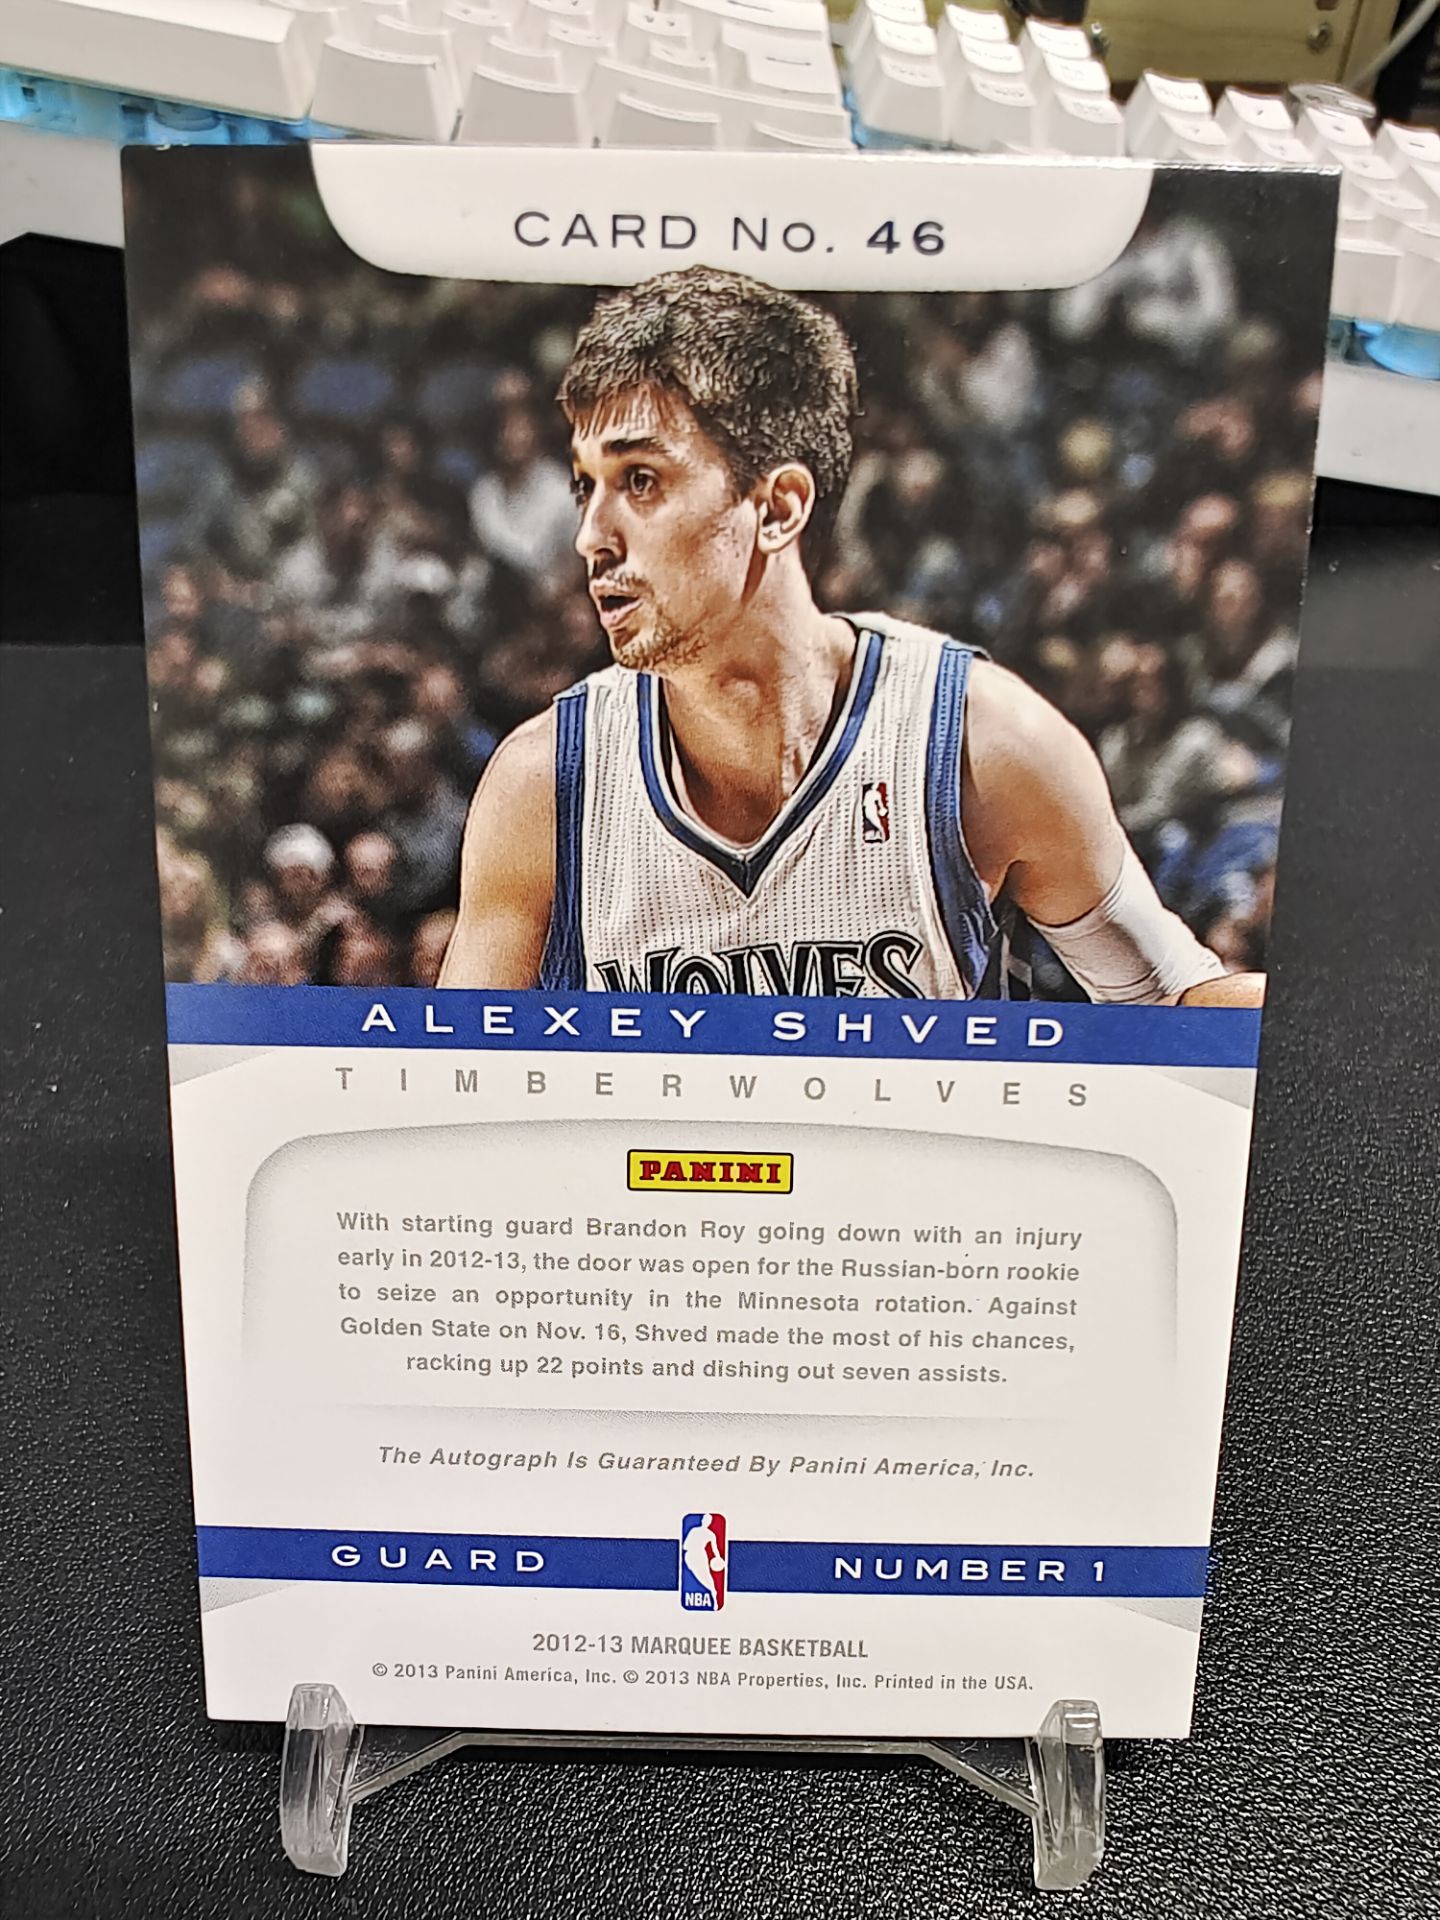 CARD No. 46
WOLVES
ALEXEY SHVED
TIMBERWOLVES
PANINI
With starting guard Brandon Roy going down with an injury
early in 2012-13, the door was open for the Russian-born rookie
to seize an opportunity in the Minnesota rotation. Against
Golden State on Nov. 16, Shved made the most of his chances,
racking up 22 points and dishing out seven assists.
The Autograph Is Guaranteed By Panini America, Inc.
GUARD NBA NUMBER 1
2012-13 MARQUEE BASKETBALL
© 2013 Panini America, Inc. © 2013 NBA Properties, Inc. Printed in the USA.